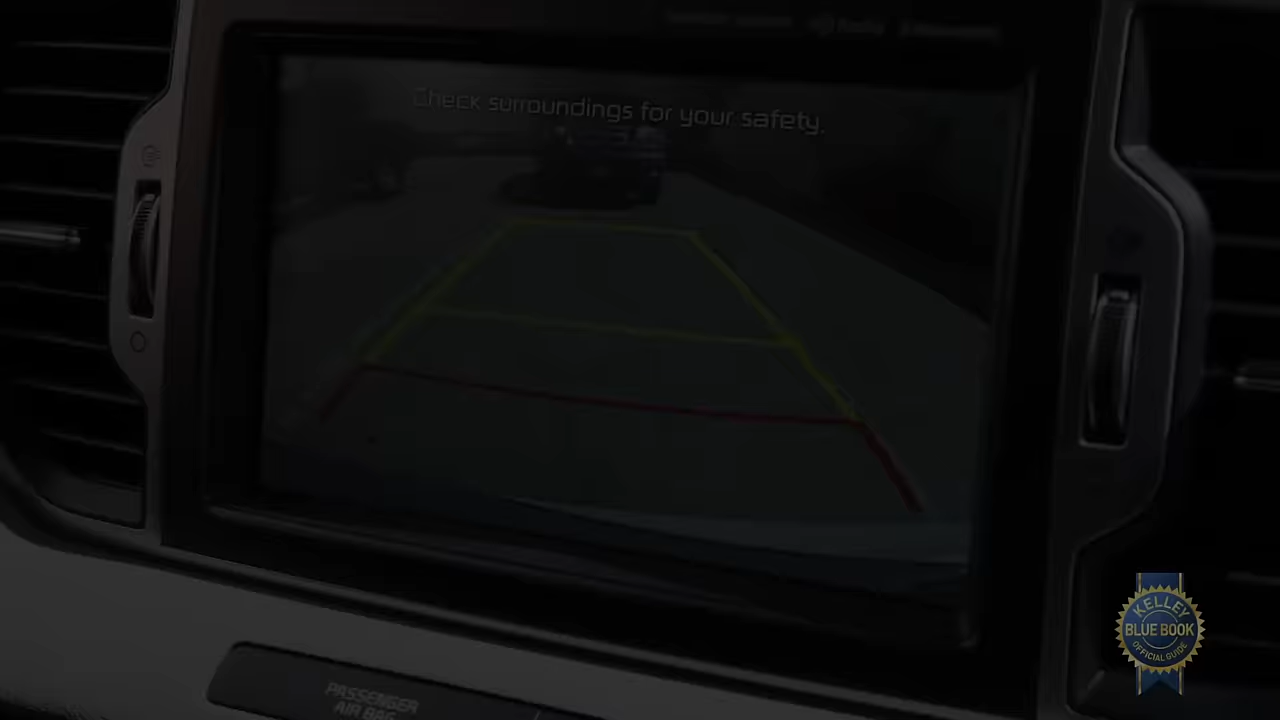 Check surroundings for your safety.
KELLEY
BLUE BOOK
OFFICIAL GUIDE
PASSENGER
AIR BAG